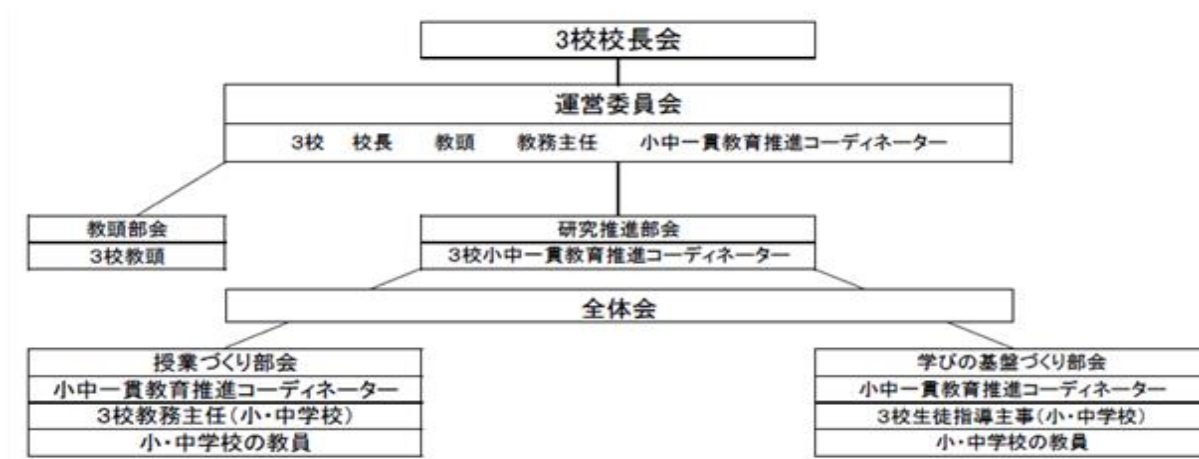 3校校長会
運営委員会
3校 校長 教頭 教務主任 小中一貫教育推進コーディネーター
教頭部会
3校教頭
研究推進部会
3校小中一貫教育推進コーディネーター
全体会
授業づくり部会
小中一貫教育推進コーディネーター
3校教務主任(小・中学校)
小・中学校の教員
学びの基盤づくり部会
小中一貫教育推進コーディネーター
3校生徒指導主事(小・中学校)
小・中学校の教員